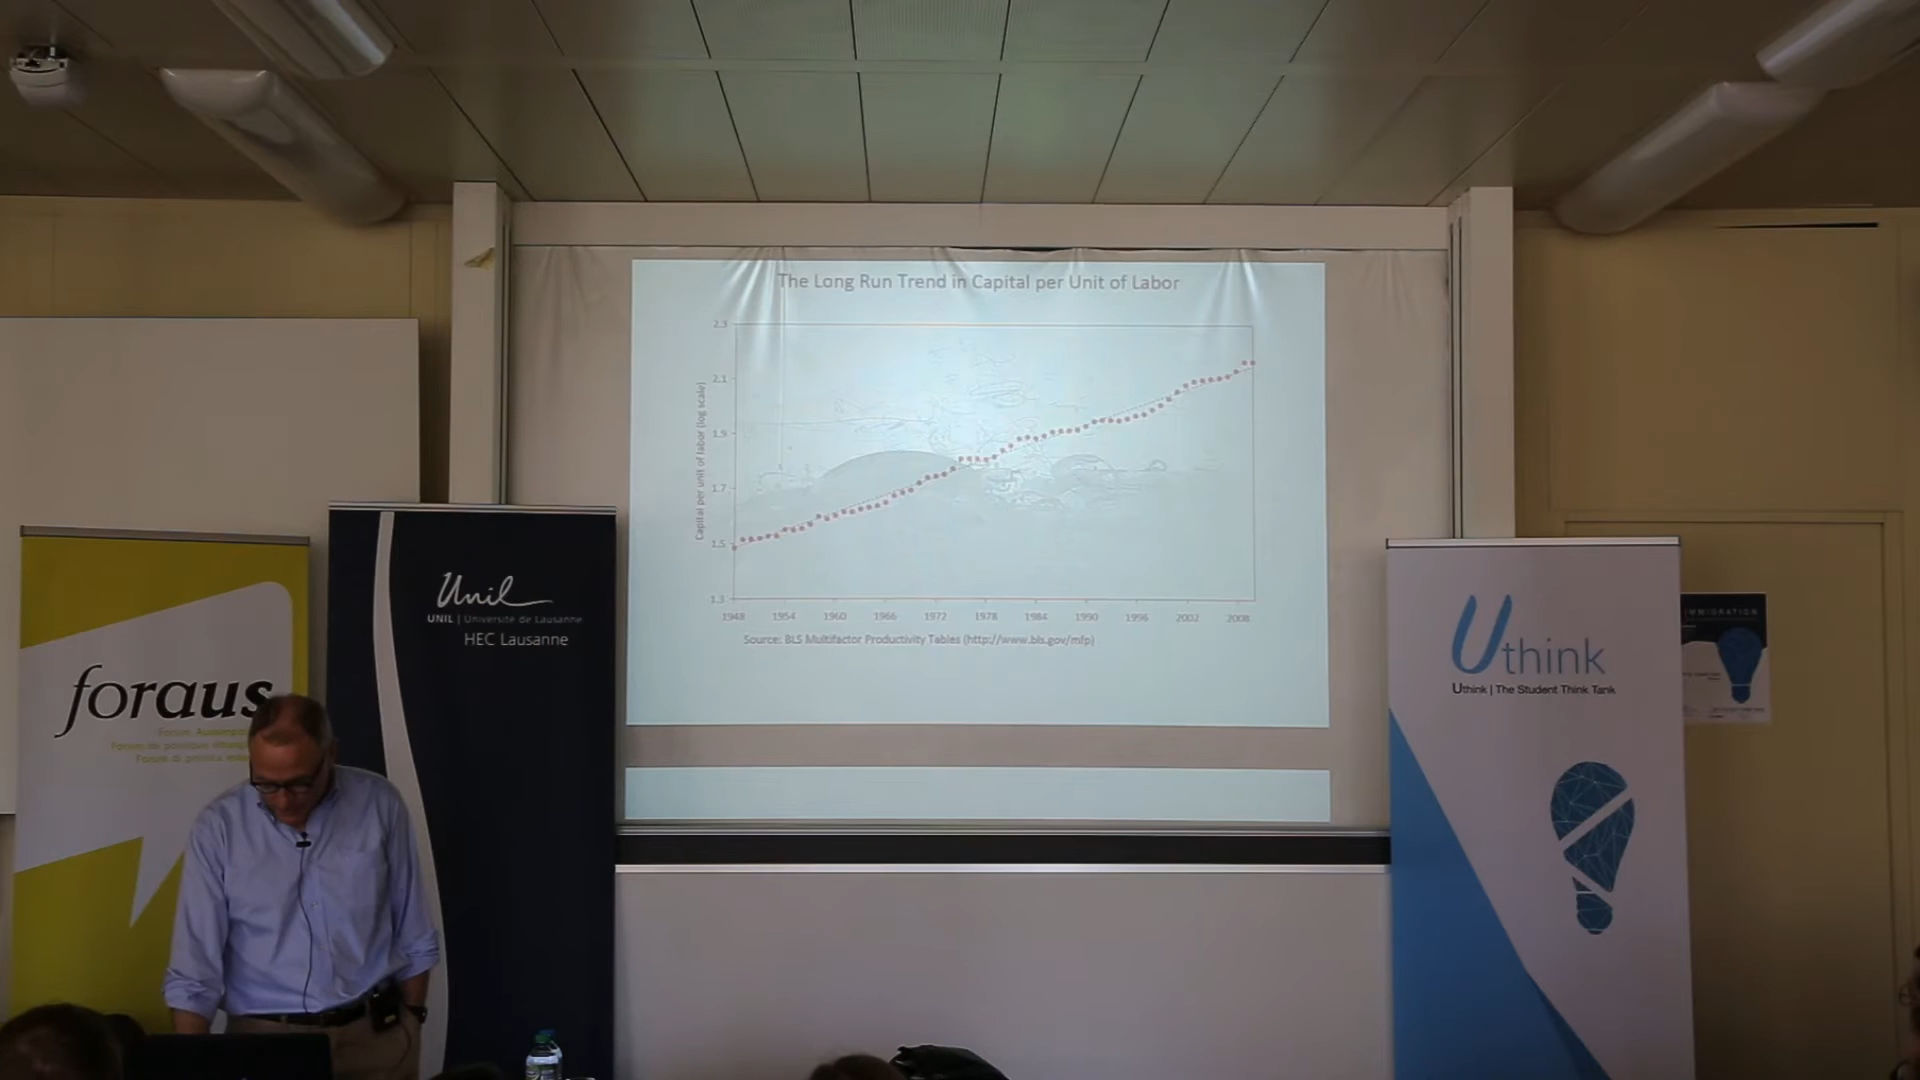 The Long Run Trend in Capital per Unit of Labor
Capital per unit of labor (log scale)
2.3
2.1
1.9
1.7
1.5
1.3
1948 1954 1960 1966 1972 1978 1984 1990 1996 2002 2008
Source: BLS Multifactor Productivity Tables (http://www.bls.gov/mfp)
foraus
Unil
UNIL | Université de Lausanne
HEC Lausanne
Uthink
Uthink | The Student Think Tank
IMMIGRATION